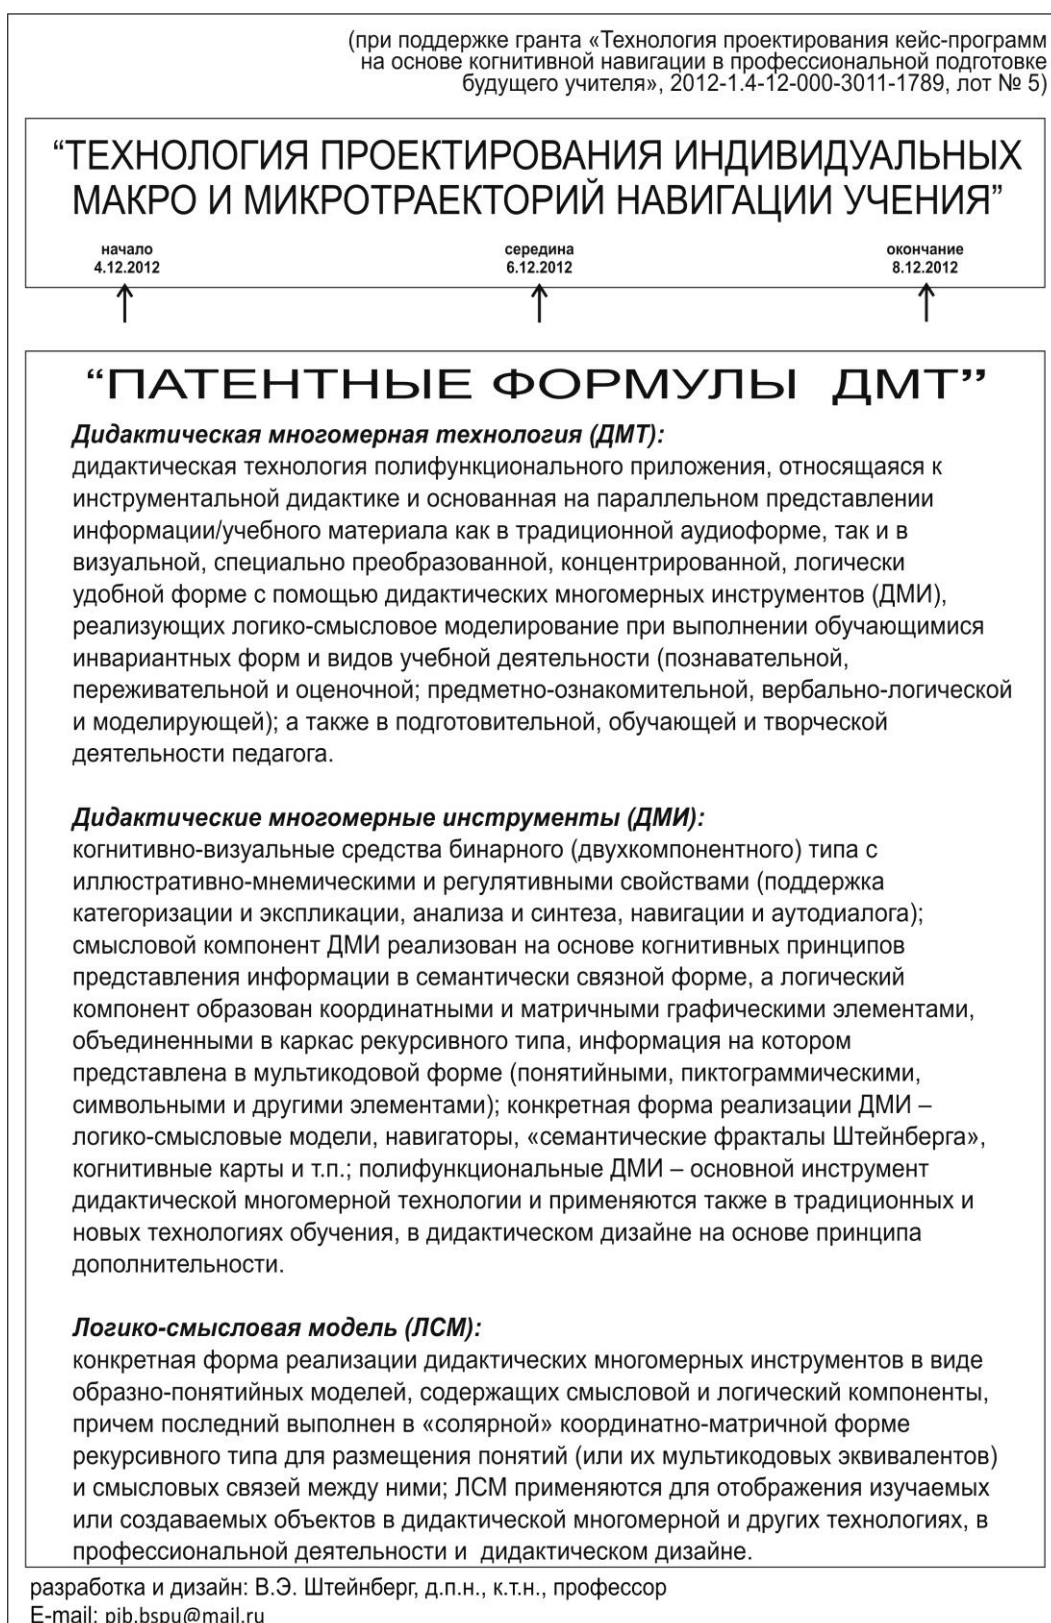 (при поддержке гранта «Технология проектирования кейс-программ
на основе когнитивной навигации в профессиональной подготовке
будущего учителя», 2012-1.4-12-000-3011-1789, лот № 5)
“ТЕХНОЛОГИЯ ПРОЕКТИРОВАНИЯ ИНДИВИДУАЛЬНЫХ
МАКРО И МИКРОТРАЕКТОРИЙ НАВИГАЦИИ УЧЕНИЯ”
начало середина окончание
4.12.2012 6.12.2012 8.12.2012
“ПАТЕНТНЫЕ ФОРМУЛЫ ДМТ”
Дидактическая многомерная технология (ДМТ):
дидактическая технология полифункционального приложения, относящаяся к
инструментальной дидактике и основанная на параллельном представлении
информации/учебного материала как в традиционной аудиоформе, так и в
визуальной, специально преобразованной, концентрированной, логически
удобной форме с помощью дидактических многомерных инструментов (ДМИ),
реализующих логико-смысловое моделирование при выполнении обучающимися
инвариантных форм и видов учебной деятельности (познавательной,
переживательной и оценочной; предметно-ознакомительной, вербально-логической
и моделирующей); а также в подготовительной, обучающей и творческой
деятельности педагога.
Дидактические многомерные инструменты (ДМИ):
когнитивно-визуальные средства бинарного (двухкомпонентного) типа с
иллюстративно-мнемическими и регулятивными свойствами (поддержка
категоризации и экспликации, анализа и синтеза, навигации и аутодиалога);
смысловой компонент ДМИ реализован на основе когнитивных принципов
представления информации в семантически связной форме, а логический
компонент образован координатными и матричными графическими элементами,
объединенными в каркас рекурсивного типа, информация на котором
представлена в мультикодовой форме (понятийными, пиктограммическими,
символьными и другими элементами); конкретная форма реализации ДМИ –
логико-смысловые модели, навигаторы, «семантические фракталы Штейнберга»,
когнитивные карты и т.п.; полифункциональные ДМИ – основной инструмент
дидактической многомерной технологии и применяются также в традиционных и
новых технологиях обучения, в дидактическом дизайне на основе принципа
дополнительности.
Логико-смысловая модель (ЛСМ):
конкретная форма реализации дидактических многомерных инструментов в виде
образно-понятийных моделей, содержащих смысловой и логический компоненты,
причем последний выполнен в «солярной» координатно-матричной форме
рекурсивного типа для размещения понятий (или их мультикодовых эквивалентов)
и смысловых связей между ними; ЛСМ применяются для отображения изучаемых
или создаваемых объектов в дидактической многомерной и других технологиях, в
профессиональной деятельности и дидактическом дизайне.
разработка и дизайн: В.Э. Штейнберг, д.п.н., к.т.н., профессор
E-mail: pib.bspu@mail.ru